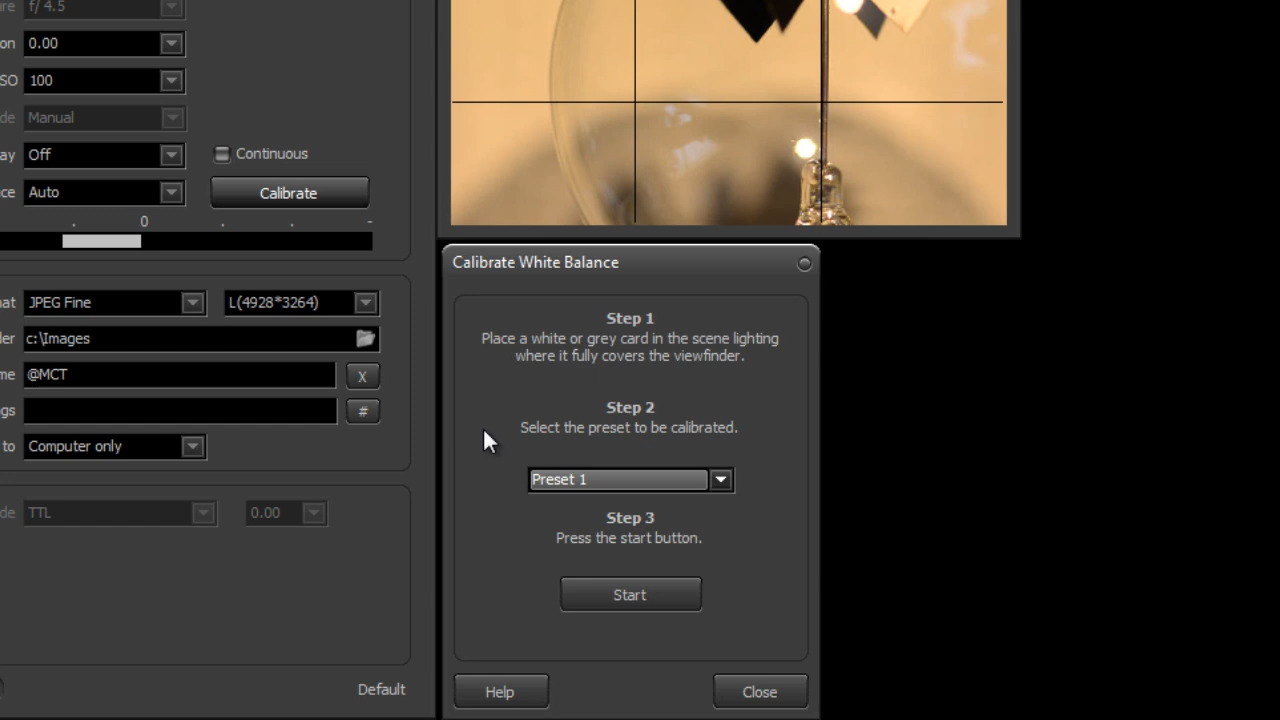 f/ 4.5
on 0.00
SO 100
de Manual
ay Off
Continuous
ce Auto
Calibrate
0
-
at JPEG Fine
L(4928*3264)
der c:\Images
me @MCT
X
gs
#
to Computer only
de TTL
0.00
Default
Calibrate White Balance
Step 1
Place a white or grey card in the scene lighting
where it fully covers the viewfinder.
Step 2
Select the preset to be calibrated.
Preset 1
Step 3
Press the start button.
Start
Help
Close